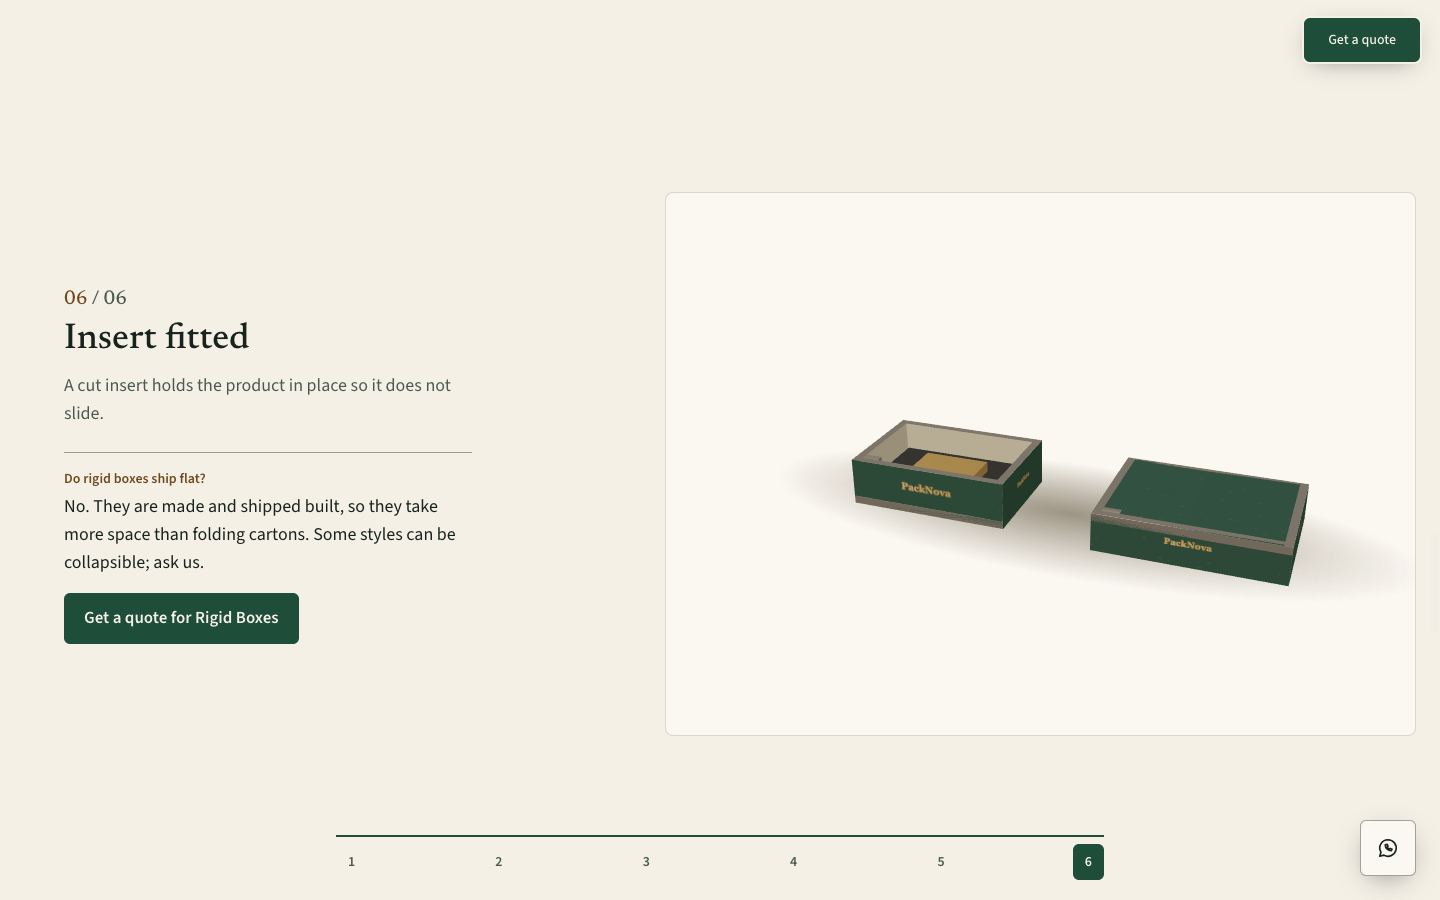 Get a quote
06 / 06
Insert fitted
A cut insert holds the product in place so it does not
slide.
Do rigid boxes ship flat?
No. They are made and shipped built, so they take
more space than folding cartons. Some styles can be
collapsible; ask us.
Get a quote for Rigid Boxes
PackNova
PackNova
1 2 3 4 5 6